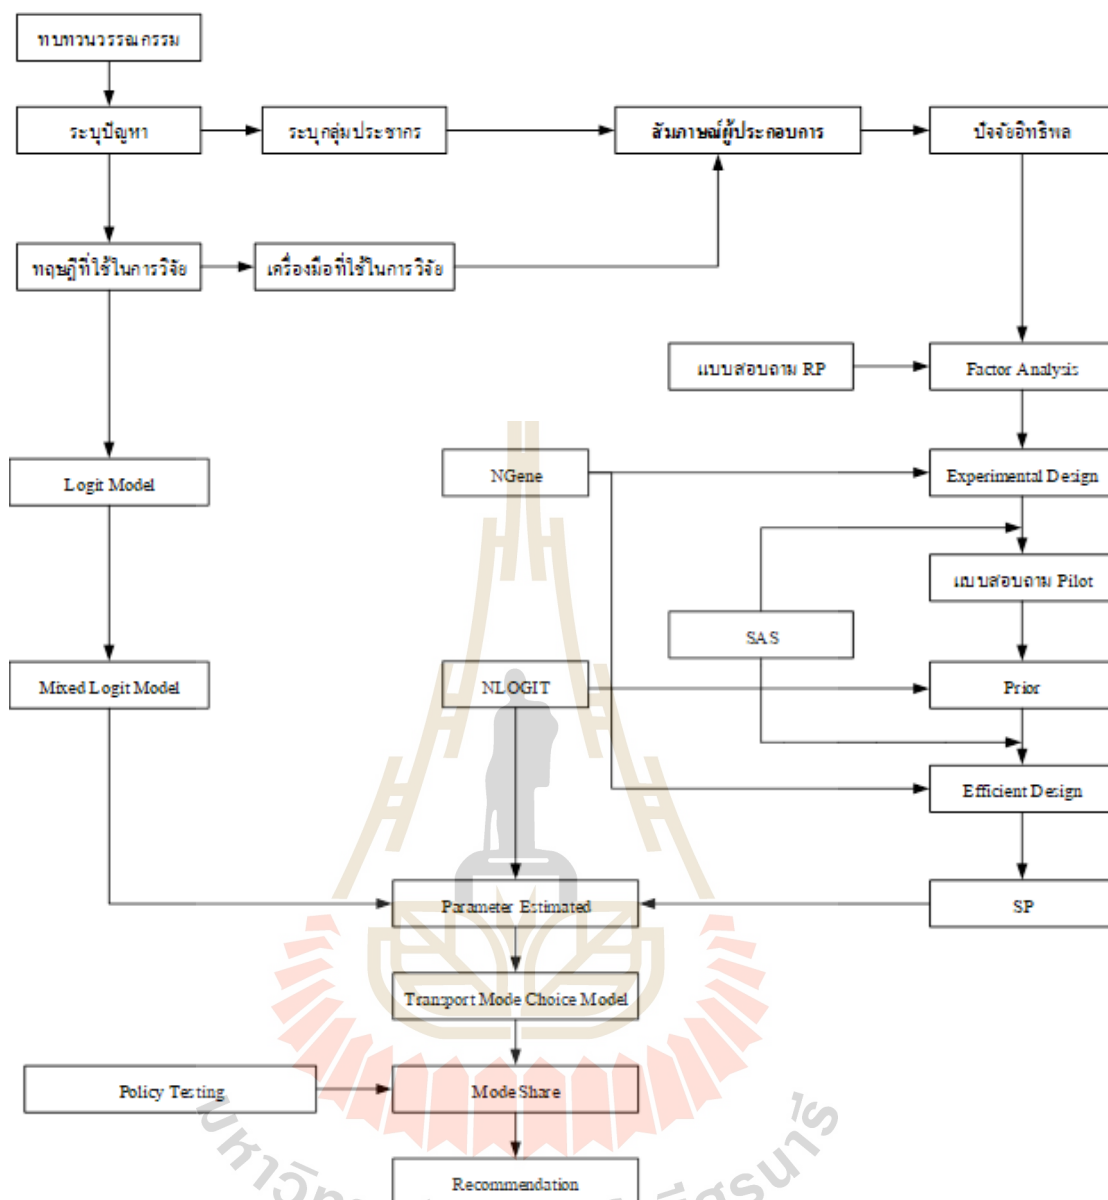 ทบทวนวรรณกรรม
ระบุปัญหา
ระบุกลุ่มประชากร
สัมภาษณ์ผู้ประกอบการ
ปัจจัยอิทธิพล
ทฤษฎีที่ใช้ในการวิจัย
เครื่องมือที่ใช้ในการวิจัย
แบบสอบถาม RP
Factor Analysis
Logit Model
NGene
Experimental Design
แบบสอบถาม Pilot
SAS
Mixed Logit Model
NLOGIT
Prior
Efficient Design
Parameter Estimated
SP
Transport Mode Choice Model
Policy Testing
Mode Share
Recommendation